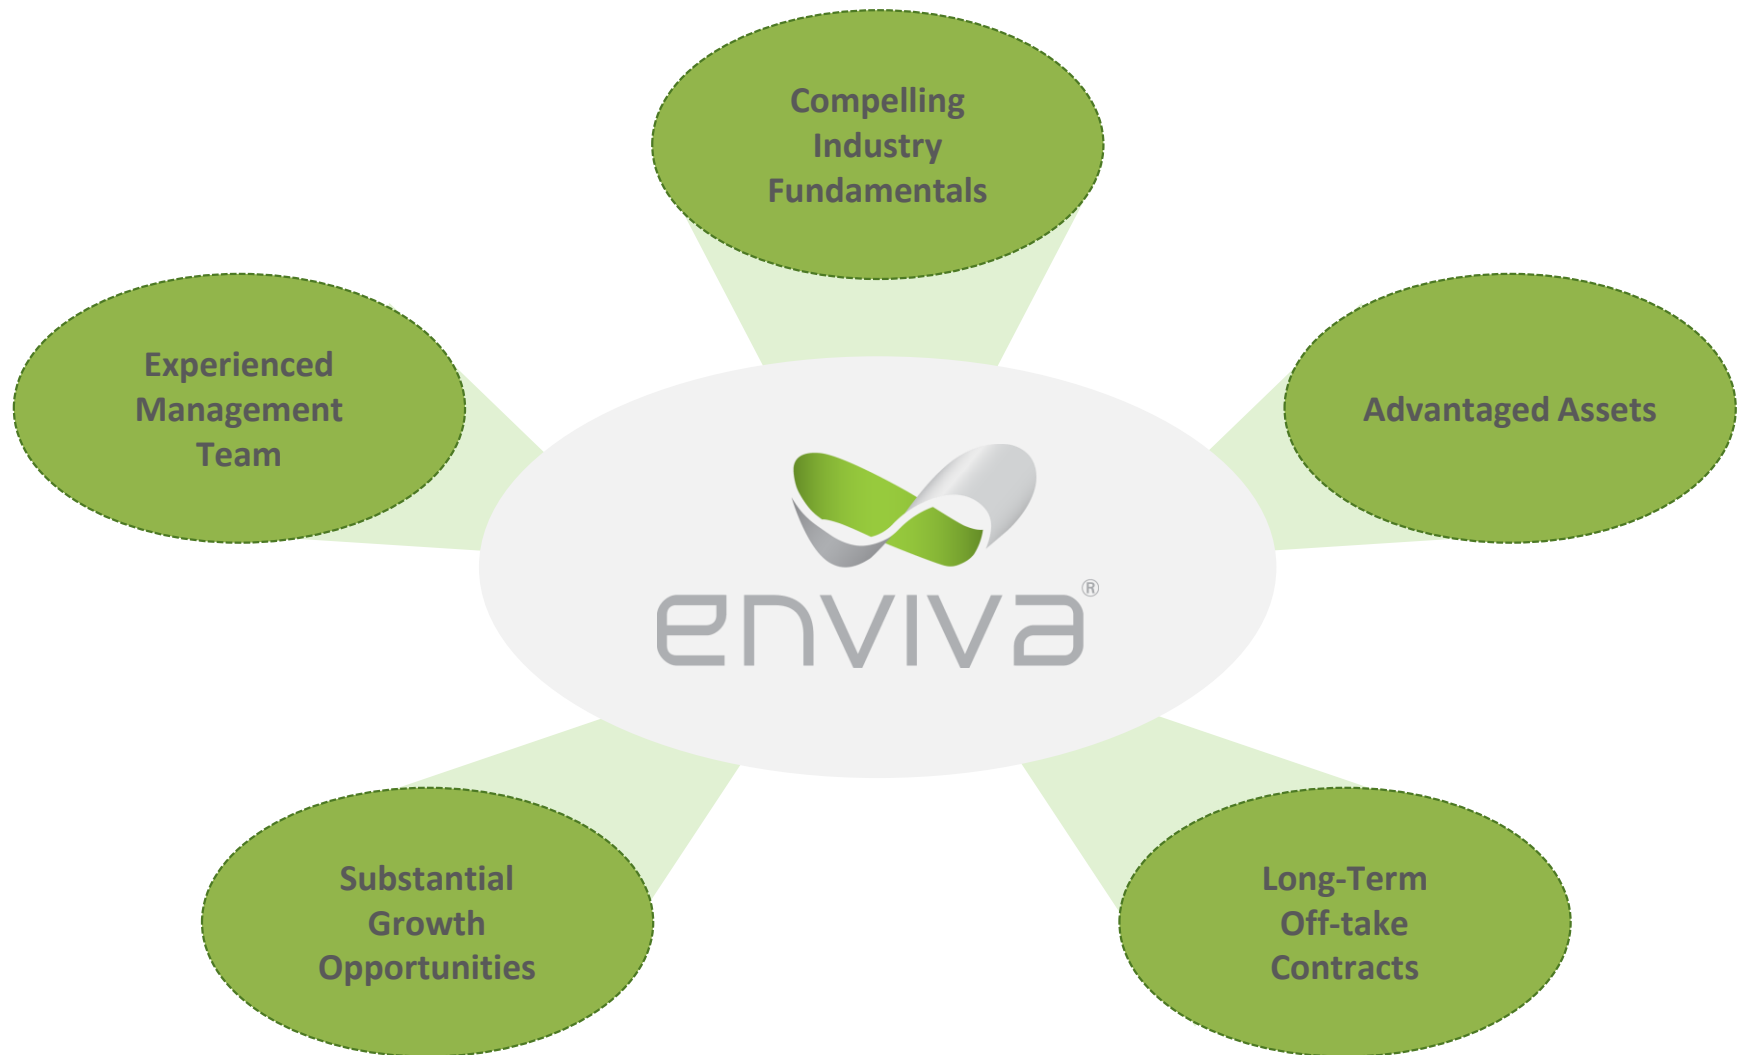 Compelling
Industry
Fundamentals
Experienced
Management
Team
Advantaged Assets
enviva®
Substantial
Growth
Opportunities
Long-Term
Off-take
Contracts